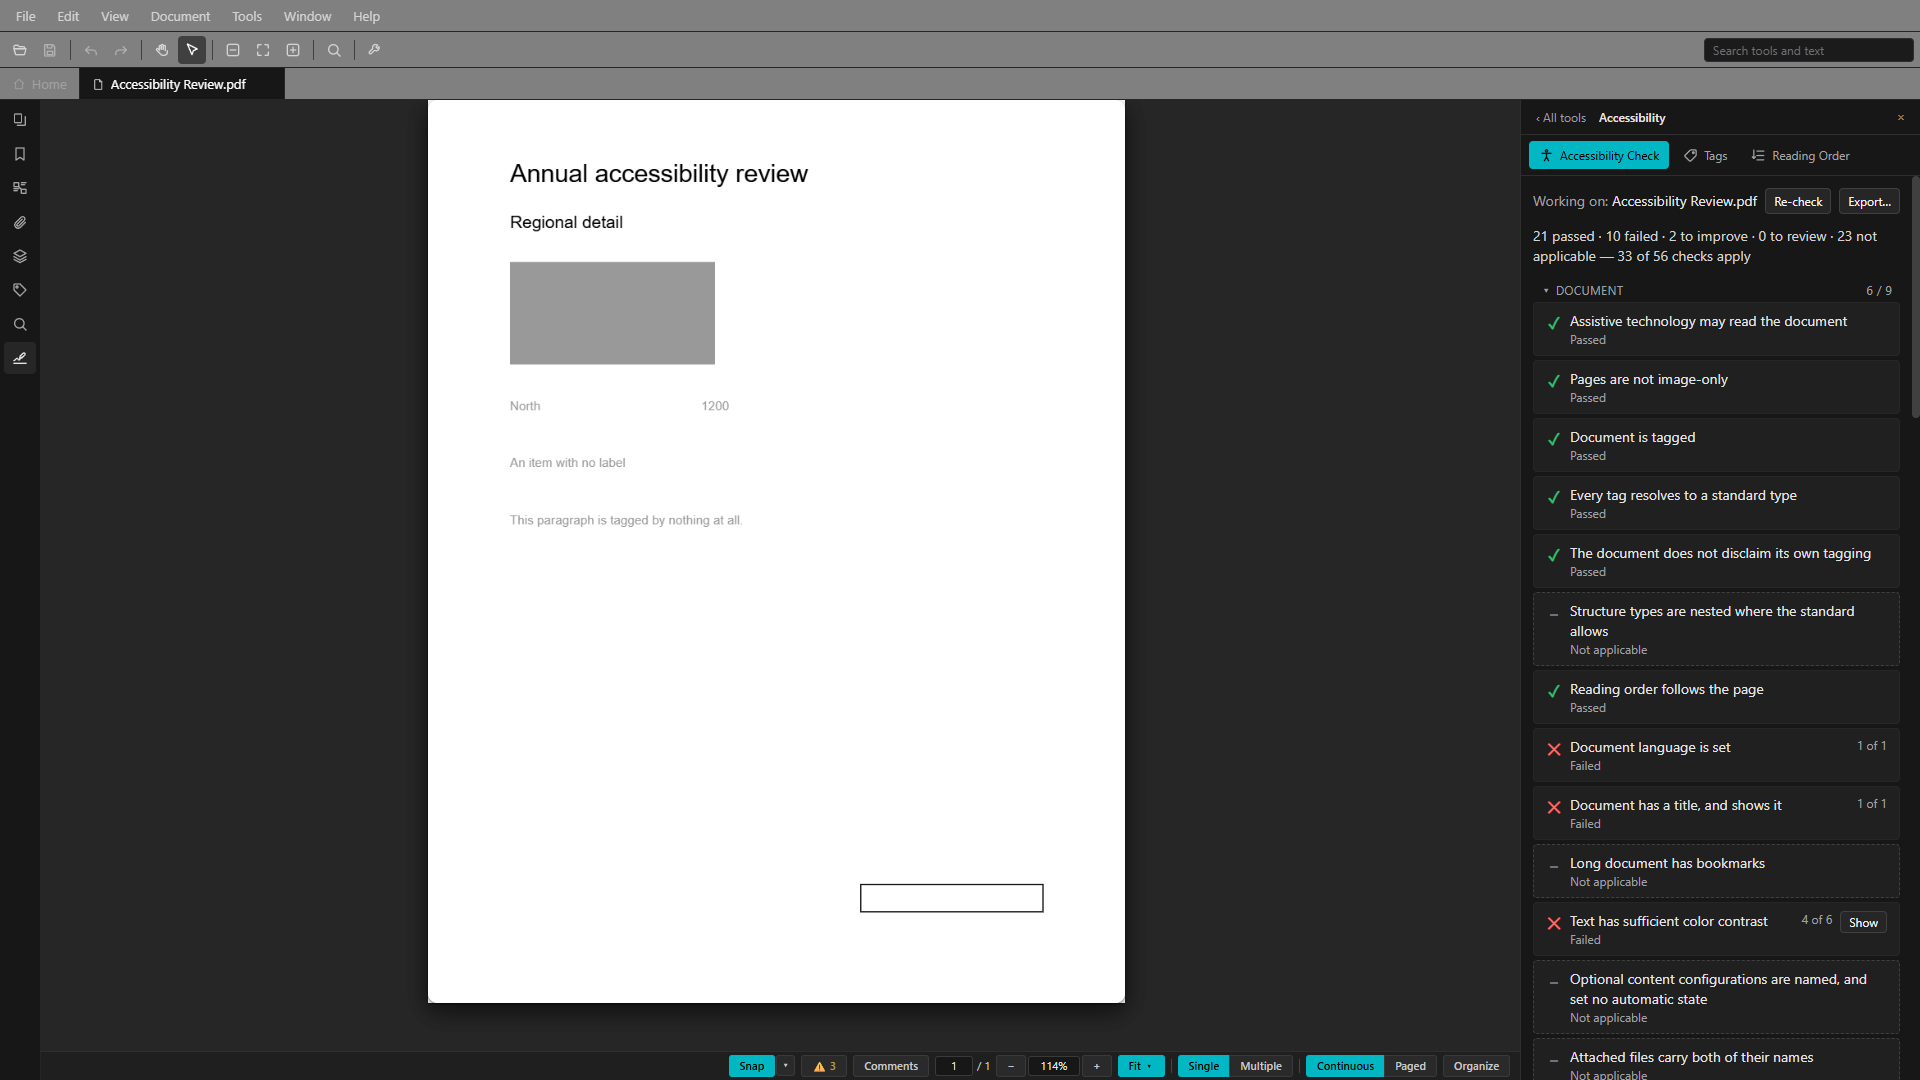 File Edit View Document Tools Window Help
Search tools and text
Home Accessibility Review.pdf
‹ All tools Accessibility ×
Accessibility Check Tags Reading Order
Working on: Accessibility Review.pdf Re-check Export...
21 passed · 10 failed · 2 to improve · 0 to review · 23 not
applicable — 33 of 56 checks apply
DOCUMENT 6 / 9
Assistive technology may read the document
Passed
Pages are not image-only
Passed
Document is tagged
Passed
Every tag resolves to a standard type
Passed
The document does not disclaim its own tagging
Passed
Structure types are nested where the standard
allows
Not applicable
Reading order follows the page
Passed
Document language is set 1 of 1
Failed
Document has a title, and shows it 1 of 1
Failed
Long document has bookmarks
Not applicable
Text has sufficient color contrast 4 of 6 Show
Failed
Optional content configurations are named, and
set no automatic state
Not applicable
Attached files carry both of their names
Not applicable
Annual accessibility review
Regional detail
North 1200
An item with no label
This paragraph is tagged by nothing at all.
Snap 3 Comments 1 / 1 − 114% + Fit Single Multiple Continuous Paged Organize